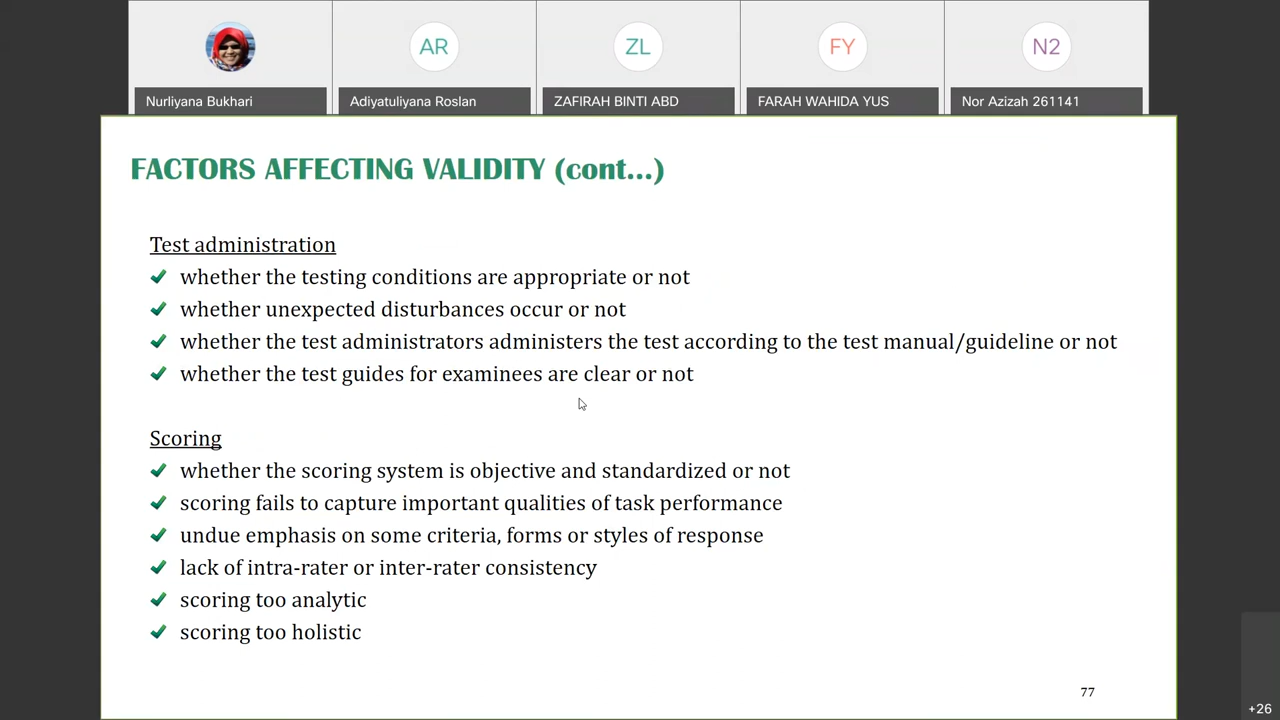 AR
ZL
FY
N2
Nurliyana Bukhari
Adiyatuliyana Roslan
ZAFIRAH BINTI ABD
FARAH WAHIDA YUS
Nor Azizah 261141
FACTORS AFFECTING VALIDITY (cont...)
Test administration
✔ whether the testing conditions are appropriate or not
✔ whether unexpected disturbances occur or not
✔ whether the test administrators administers the test according to the test manual/guideline or not
✔ whether the test guides for examinees are clear or not
Scoring
✔ whether the scoring system is objective and standardized or not
✔ scoring fails to capture important qualities of task performance
✔ undue emphasis on some criteria, forms or styles of response
✔ lack of intra-rater or inter-rater consistency
✔ scoring too analytic
✔ scoring too holistic
77
+26